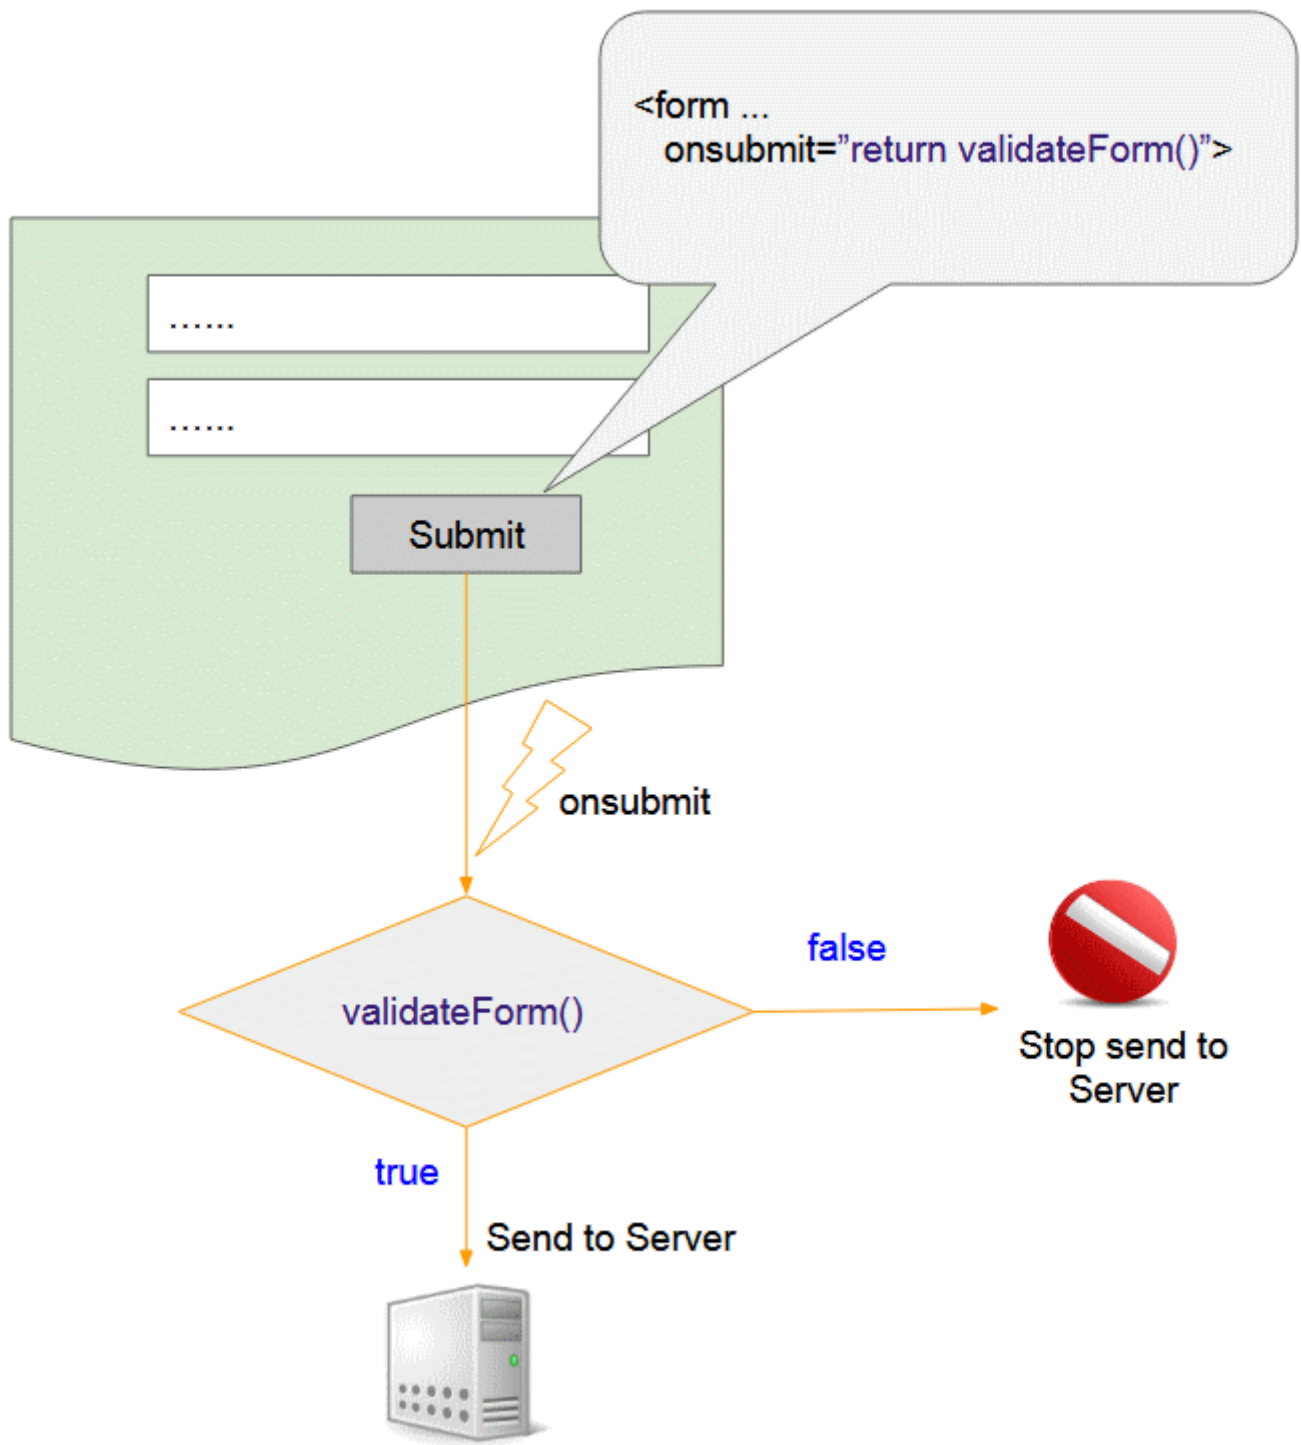 <form ...
onsubmit=”return validateForm()”>
......
......
Submit
onsubmit
false
validateForm()
Stop send to
Server
true
Send to Server